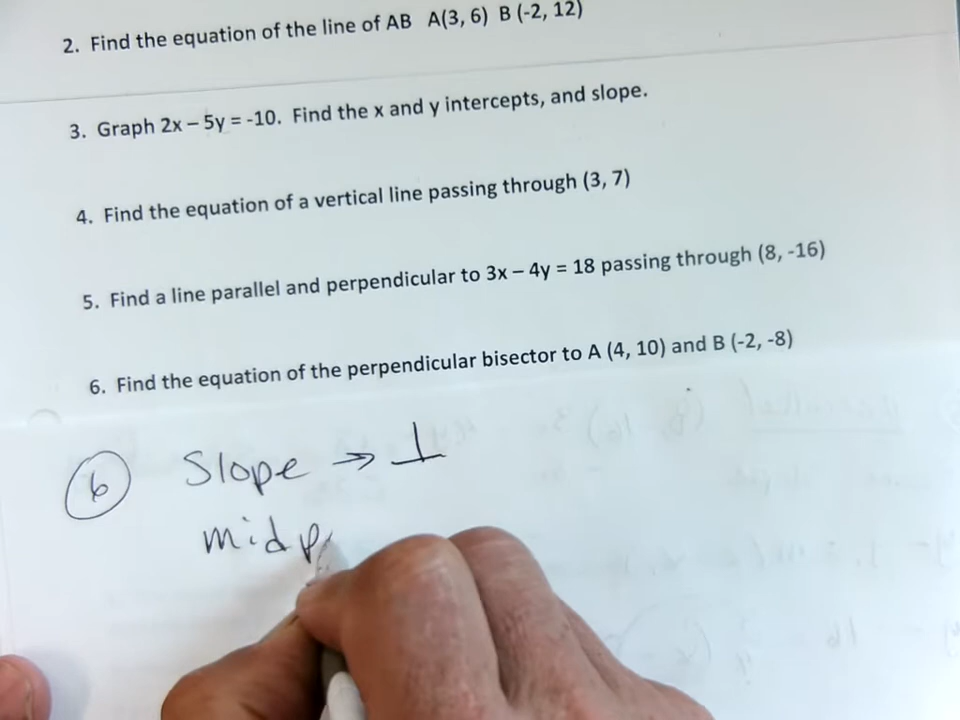 2. Find the equation of the line of AB A(3, 6) B (-2, 12)
3. Graph 2x – 5y = -10. Find the x and y intercepts, and slope.
4. Find the equation of a vertical line passing through (3, 7)
5. Find a line parallel and perpendicular to 3x – 4y = 18 passing through (8, -16)
6. Find the equation of the perpendicular bisector to A (4, 10) and B (-2, -8)
6 Slope → ⊥
midp